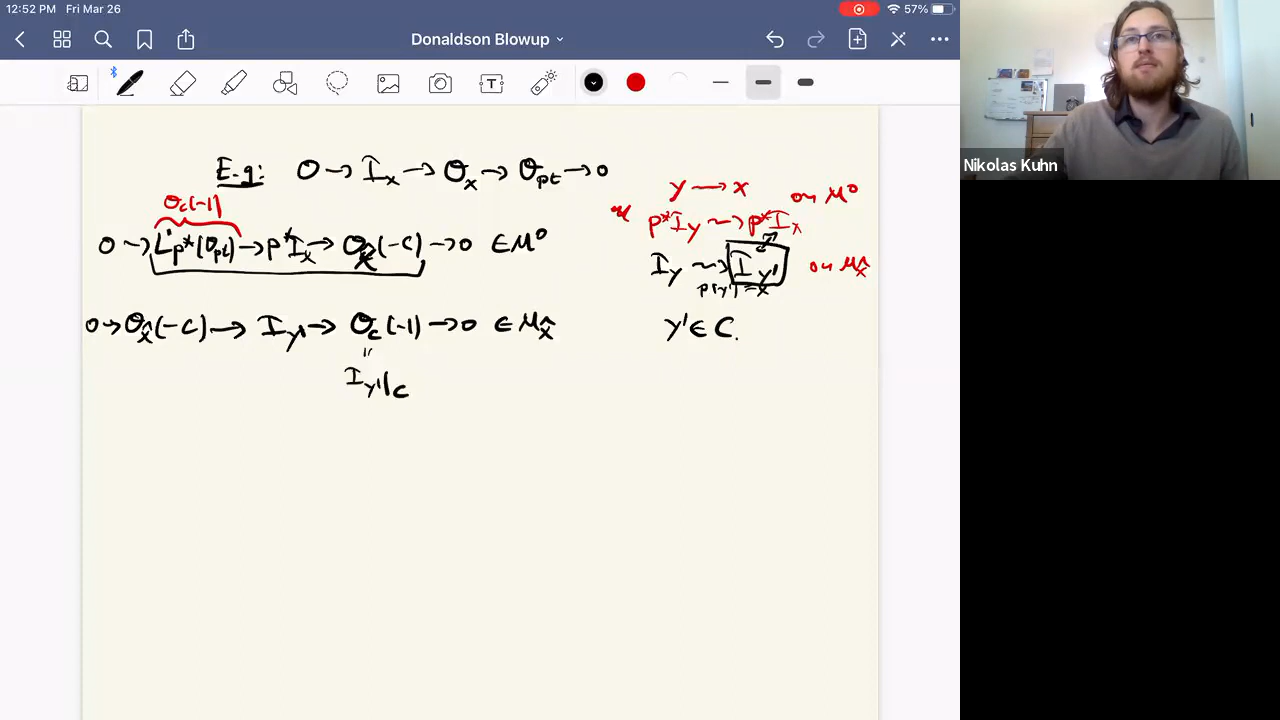 12:52 PM Fri Mar 26
57%
Donaldson Blowup
E.g: 0 → I_x → O_x → O_pt → 0
O_c(-1)
0 → L'p*(O_pt) → p*I_x → O_x̂(-C) → 0 ∈ M^0
0 → O_x̂(-C) → I_y' → O_c(-1) → 0 ∈ M_x̂
"
I_y'|_C
y → x on M^0
p*I_y ⇝ p*I_x
I_y ⇝ I_y' on M_x̂
p(y') = x
y' ∈ C.
Nikolas Kuhn